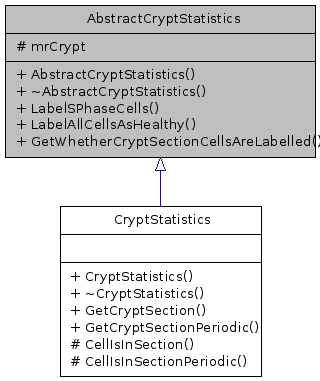 AbstractCryptStatistics
# mrCrypt
+ AbstractCryptStatistics()
+ ~AbstractCryptStatistics()
+ LabelSPhaseCells()
+ LabelAllCellsAsHealthy()
+ GetWhetherCryptSectionCellsAreLabelled()
CryptStatistics
+ CryptStatistics()
+ ~CryptStatistics()
+ GetCryptSection()
+ GetCryptSectionPeriodic()
# CellIsInSection()
# CellIsInSectionPeriodic()